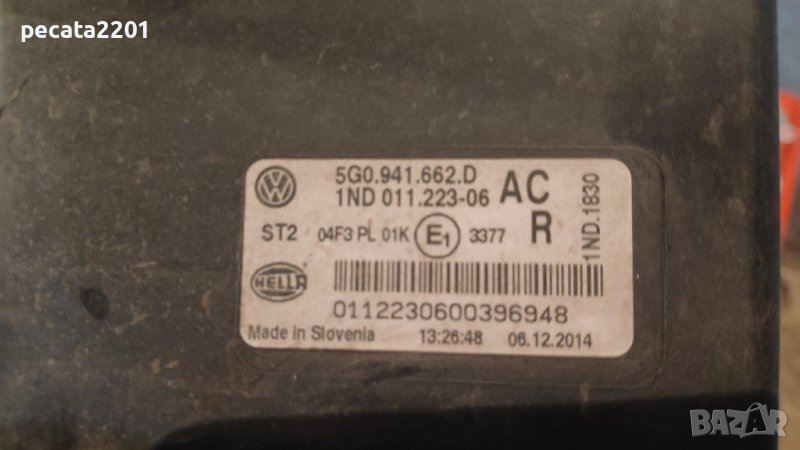 pecata2201
5G0.941.662.D
1ND 011.223-06 AC
ST2 04F3 PL 01K E1 3377 R
1ND.1830
HELLA
01122300600396948
Made in Slovenia 13:26:48 06.12.2014
BAZAR